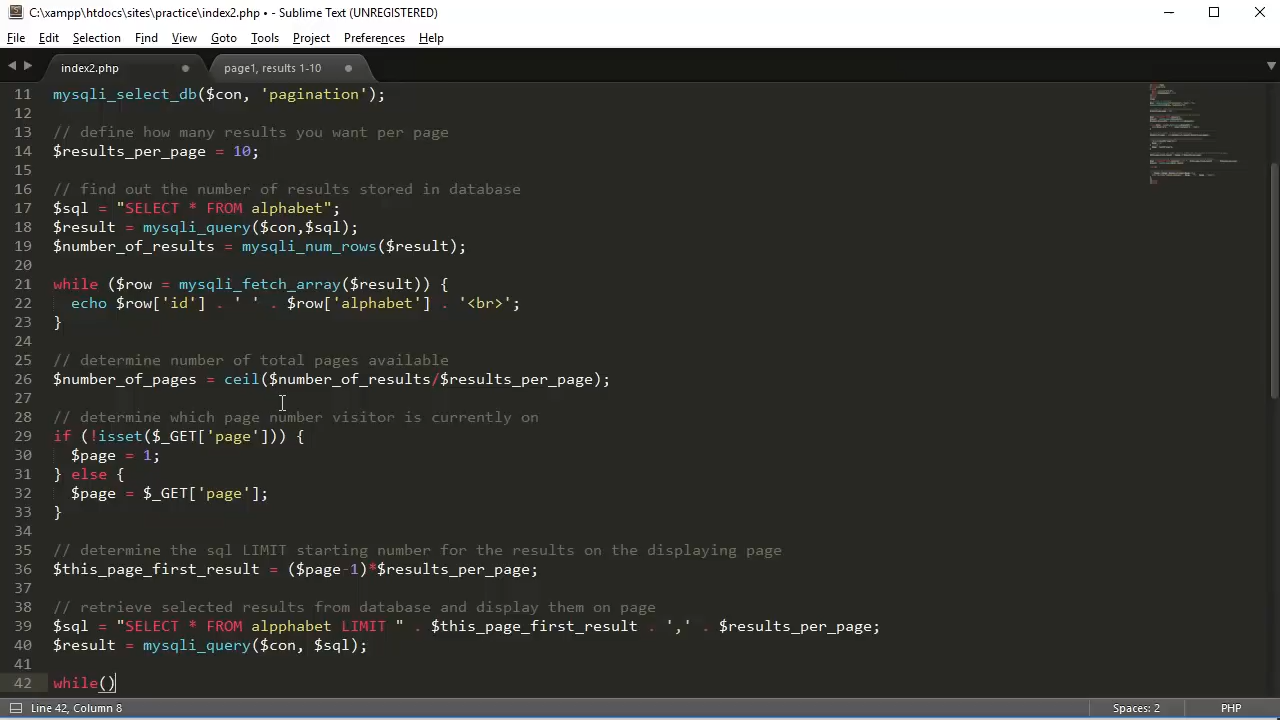 C:\xampp\htdocs\sites\practice\index2.php • - Sublime Text (UNREGISTERED)
File Edit Selection Find View Goto Tools Project Preferences Help
index2.php page1, results 1-10
11 mysqli_select_db($con, 'pagination');
12
13 // define how many results you want per page
14 $results_per_page = 10;
15
16 // find out the number of results stored in database
17 $sql = "SELECT * FROM alphabet";
18 $result = mysqli_query($con,$sql);
19 $number_of_results = mysqli_num_rows($result);
20
21 while ($row = mysqli_fetch_array($result)) {
22   echo $row['id'] . ' ' . $row['alphabet'] . '<br>';
23 }
24
25 // determine number of total pages available
26 $number_of_pages = ceil($number_of_results/$results_per_page);
27
28 // determine which page number visitor is currently on
29 if (!isset($_GET['page'])) {
30   $page = 1;
31 } else {
32   $page = $_GET['page'];
33 }
34
35 // determine the sql LIMIT starting number for the results on the displaying page
36 $this_page_first_result = ($page-1)*$results_per_page;
37
38 // retrieve selected results from database and display them on page
39 $sql = "SELECT * FROM alpphabet LIMIT " . $this_page_first_result . ',' . $results_per_page;
40 $result = mysqli_query($con, $sql);
41
42 while()
Line 42, Column 8 Spaces: 2 PHP